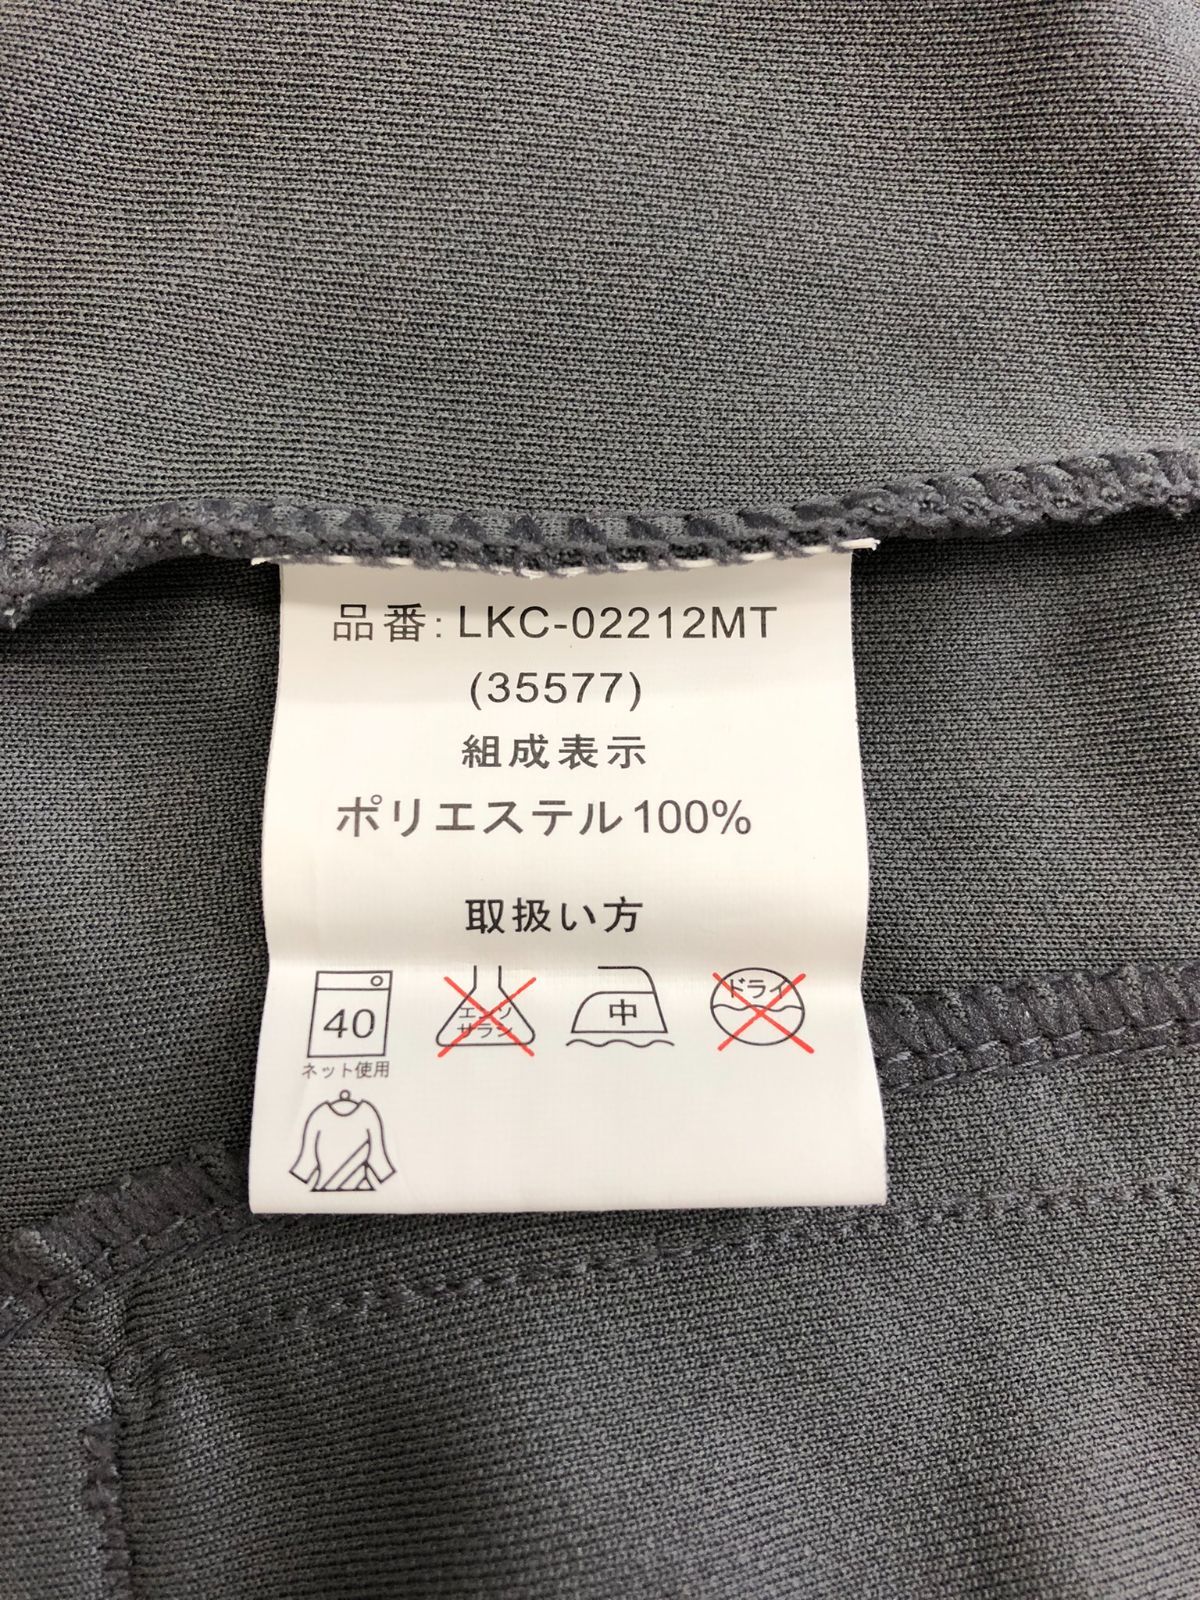 品番: LKC-02212MT
(35577)
組成表示
ポリエステル100%
取扱い方
40
ネット使用
エンソ
サラシ
中
ドライ